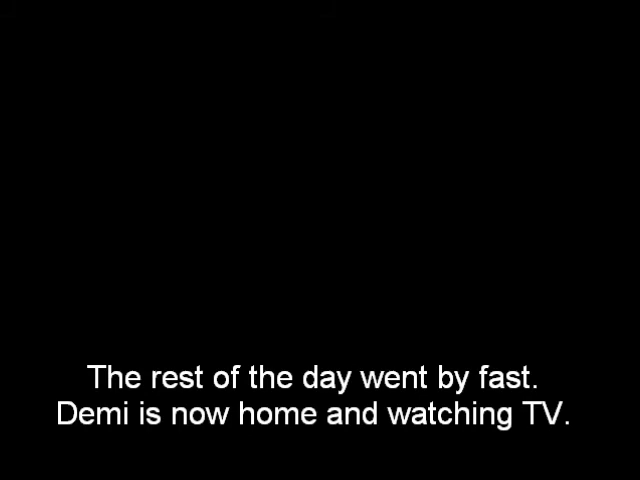 The rest of the day went by fast.
Demi is now home and watching TV.